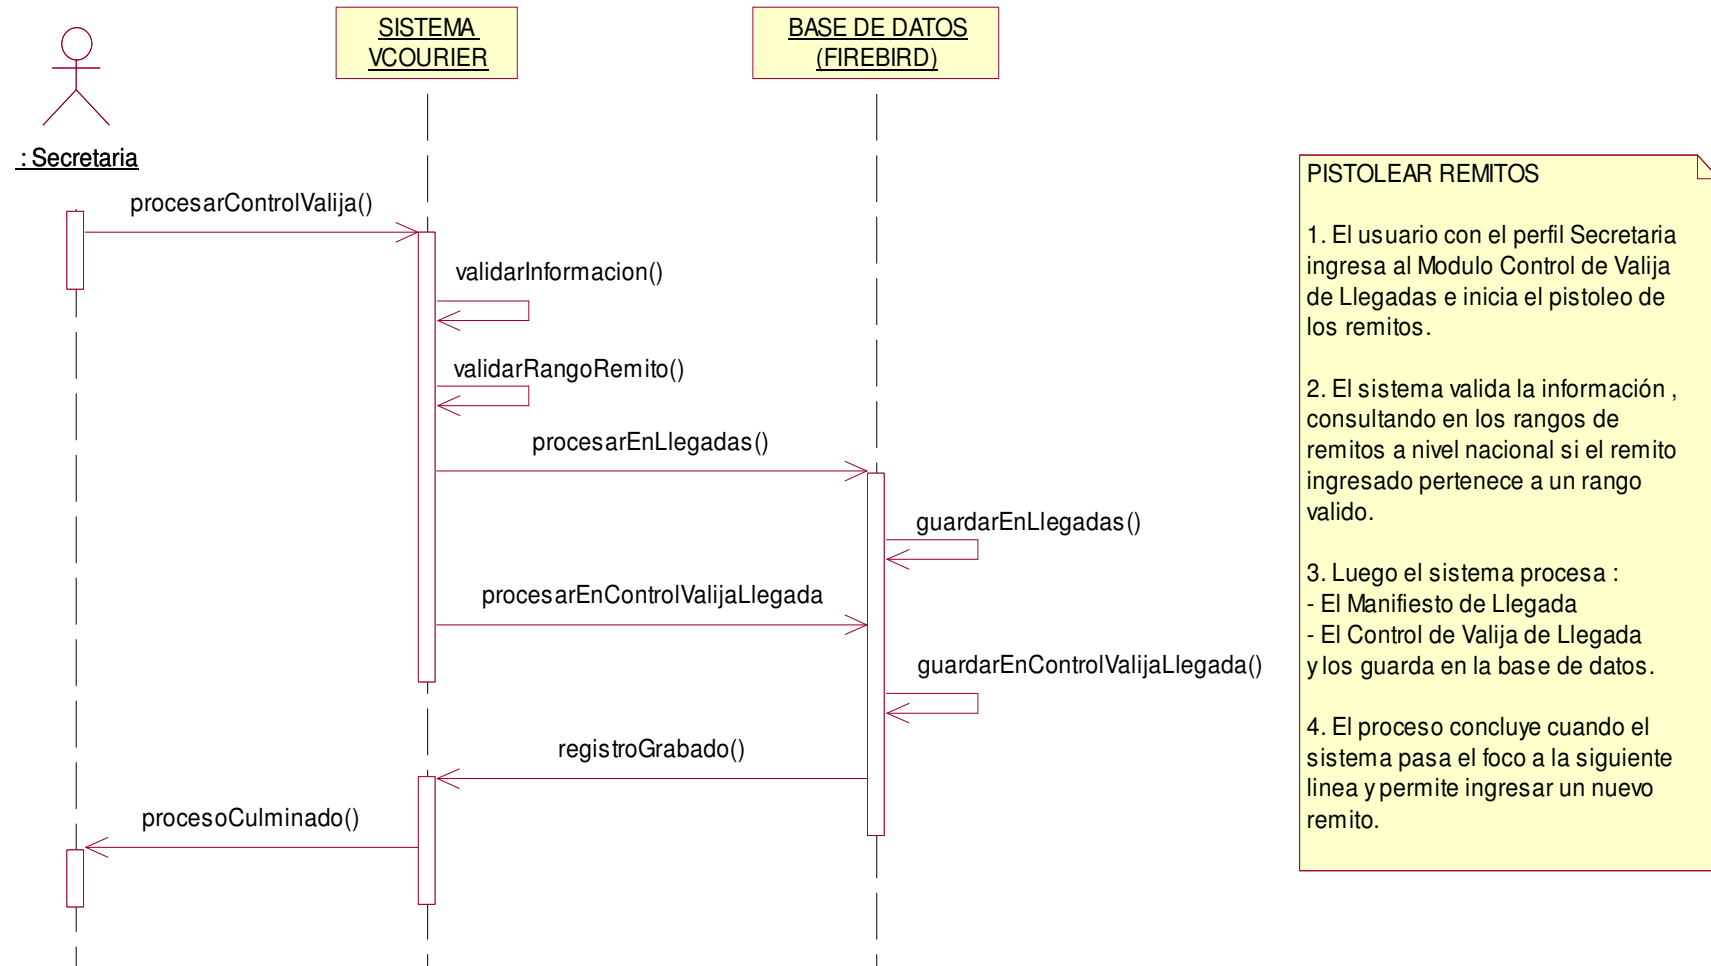 SISTEMA
VCOURIER
BASE DE DATOS
(FIREBIRD)
: Secretaria
procesarControlValija()
validarInformacion()
validarRangoRemito()
procesarEnLlegadas()
guardarEnLlegadas()
procesarEnControlValijaLlegada
guardarEnControlValijaLlegada()
registroGrabado()
procesoCulminado()
PISTOLEAR REMITOS
1. El usuario con el perfil Secretaria
ingresa al Modulo Control de Valija
de Llegadas e inicia el pistoleo de
los remitos.
2. El sistema valida la información ,
consultando en los rangos de
remitos a nivel nacional si el remito
ingresado pertenece a un rango
valido.
3. Luego el sistema procesa :
- El Manifiesto de Llegada
- El Control de Valija de Llegada
y los guarda en la base de datos.
4. El proceso concluye cuando el
sistema pasa el foco a la siguiente
linea y permite ingresar un nuevo
remito.